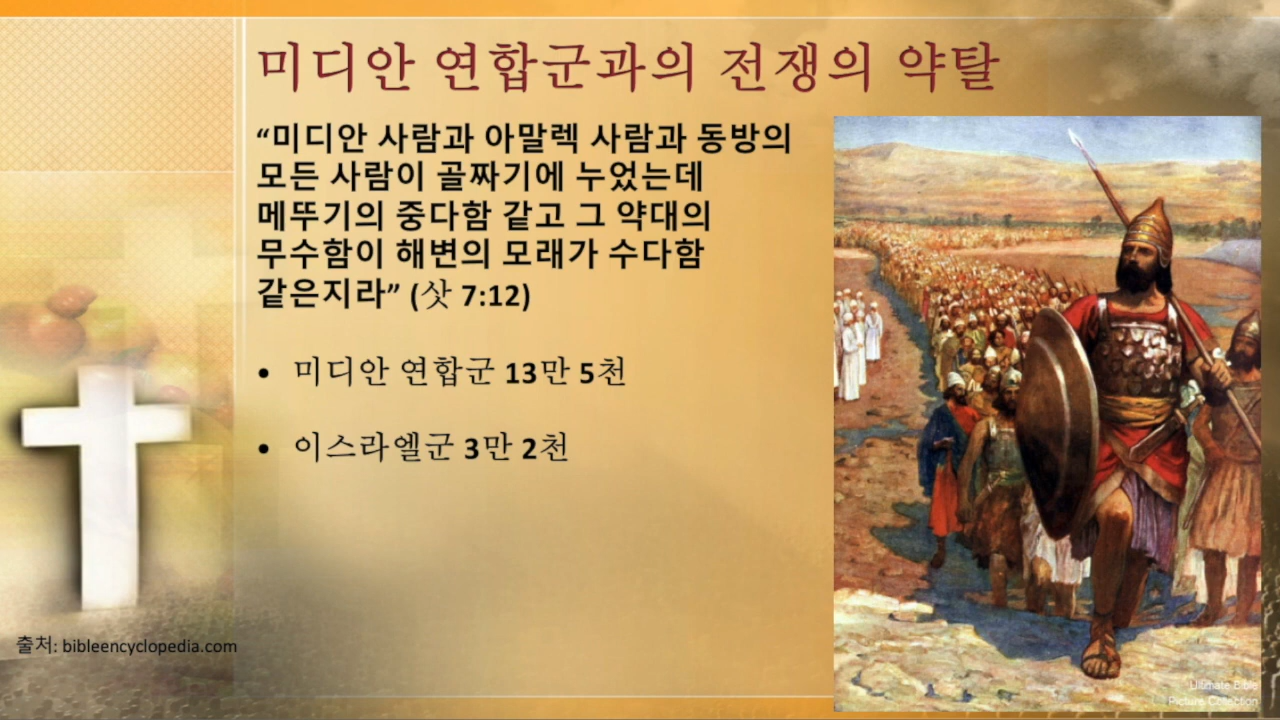 미디안 연합군과의 전쟁의 약탈
“미디안 사람과 아말렉 사람과 동방의
모든 사람이 골짜기에 누었는데
메뚜기의 중다함 같고 그 약대의
무수함이 해변의 모래가 수다함
같은지라” (삿 7:12)
• 미디안 연합군 13만 5천
• 이스라엘군 3만 2천
출처: bibleencyclopedia.com
Ultimate Bible
Picture Collection